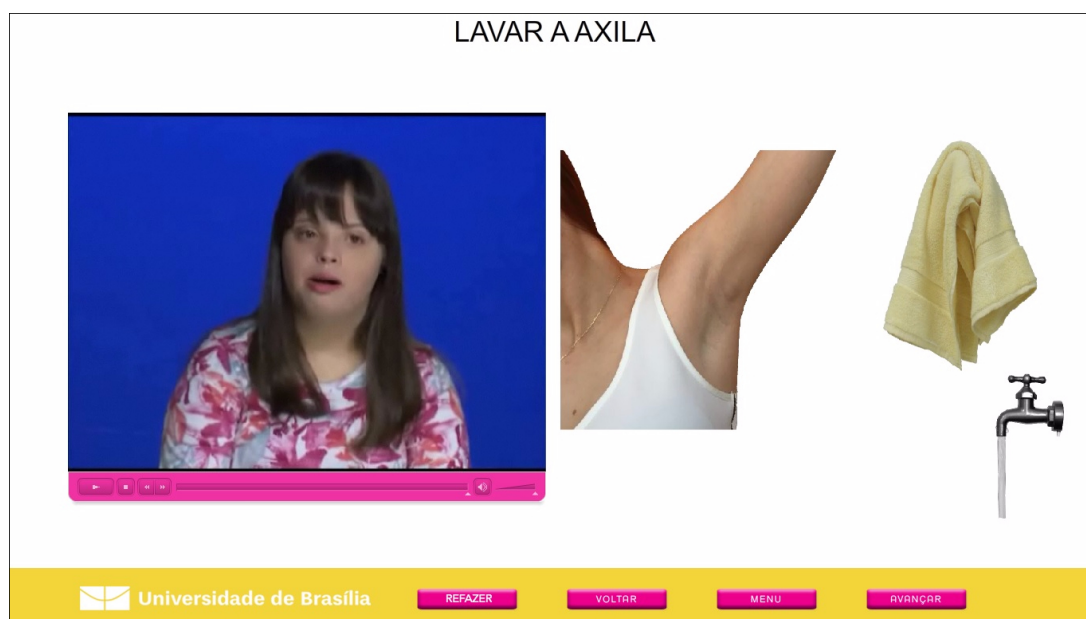 LAVAR A AXILA
Universidade de Brasília
REFAZER
VOLTAR
MENU
AVANÇAR